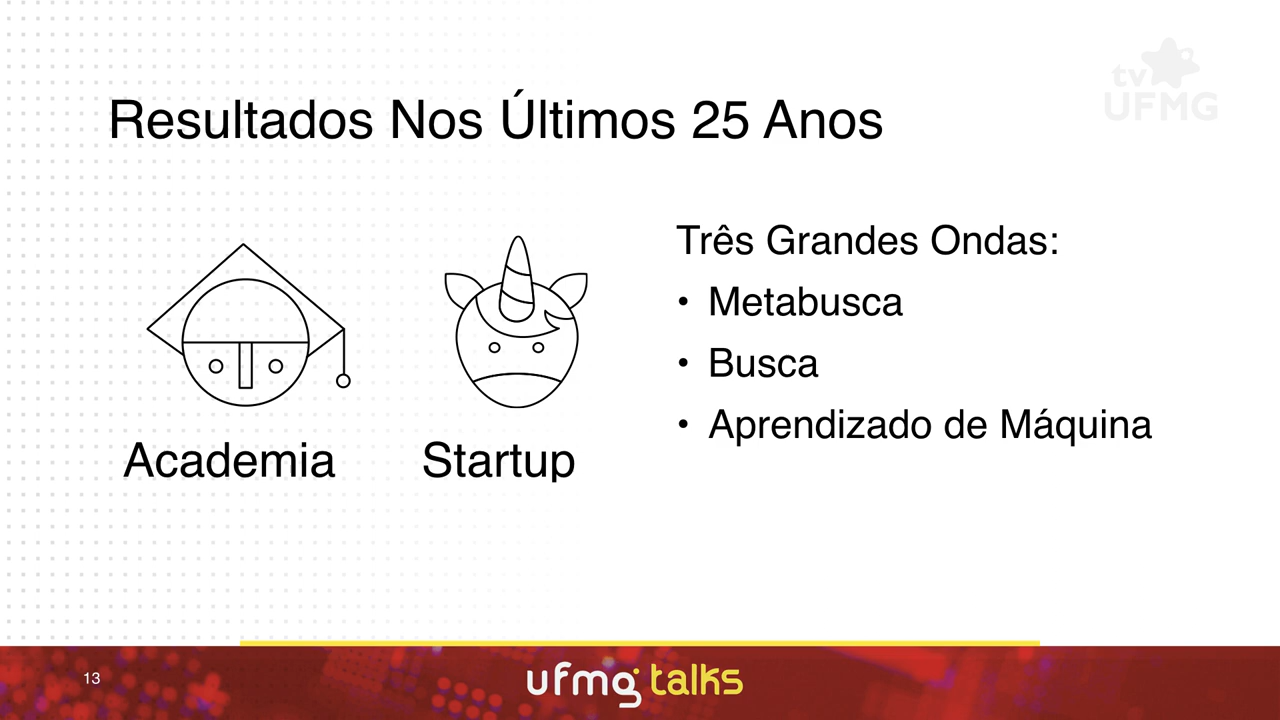 tv
UFMG
Resultados Nos Últimos 25 Anos
Academia
Startup
Três Grandes Ondas:
• Metabusca
• Busca
• Aprendizado de Máquina
13
ufmg talks